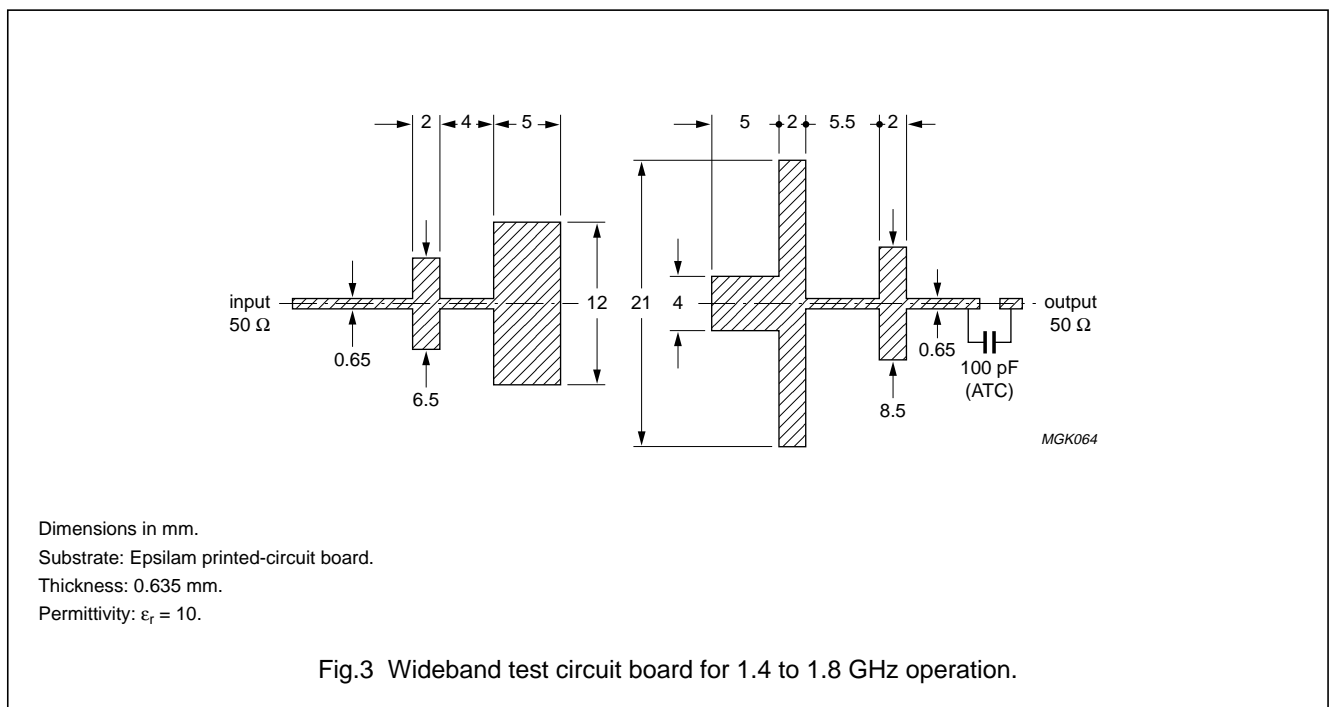 2 4 5
5 2 5.5 2
input
50 Ω
0.65
6.5
12
21
4
8.5
0.65
100 pF
(ATC)
output
50 Ω
MGK064
Dimensions in mm.
Substrate: Epsilam printed-circuit board.
Thickness: 0.635 mm.
Permittivity: εr = 10.
Fig.3 Wideband test circuit board for 1.4 to 1.8 GHz operation.